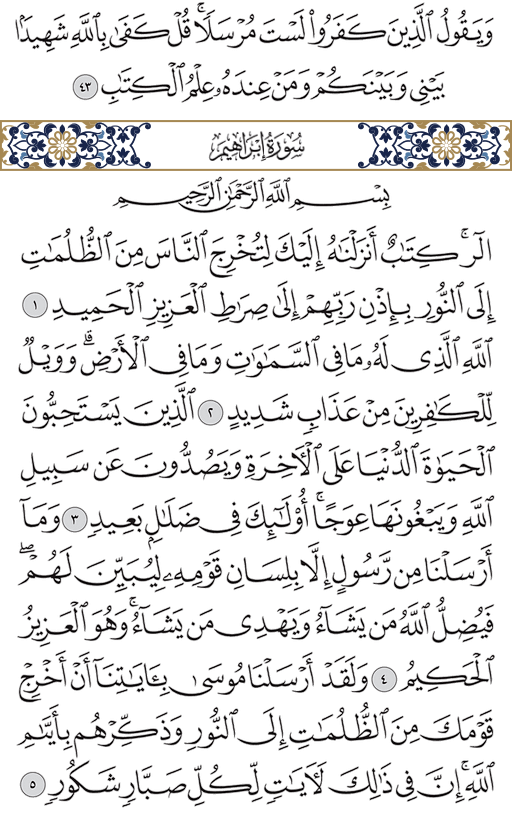 وَيَقُولُ ٱلَّذِينَ كَفَرُوا۟ لَسْتَ مُرْسَلًا ۚ قُلْ كَفَىٰ بِٱللَّهِ شَهِيدًۢا
بَيْنِى وَبَيْنَكُمْ وَمَنْ عِندَهُۥ عِلْمُ ٱلْكِتَٰبِ ٤٣
سُورَةُ إِبْرَاهِيمَ
بِسْمِ ٱللَّهِ ٱلرَّحْمَٰنِ ٱلرَّحِيمِ
الٓر ۚ كِتَٰبٌ أَنزَلْنَٰهُ إِلَيْكَ لِتُخْرِجَ ٱلنَّاسَ مِنَ ٱلظُّلُمَٰتِ
إِلَى ٱلنُّورِ بِإِذْنِ رَبِّهِمْ إِلَىٰ صِرَٰطِ ٱلْعَزِيزِ ٱلْحَمِيدِ ١
ٱللَّهِ ٱلَّذِى لَهُۥ مَا فِى ٱلسَّمَٰوَٰتِ وَمَا فِى ٱلْأَرْضِ ۗ وَوَيْلٌ
لِّلْكَٰفِرِينَ مِنْ عَذَابٍ شَدِيدٍ ٢ ٱلَّذِينَ يَسْتَحِبُّونَ
ٱلْحَيَوٰةَ ٱلدُّنْيَا عَلَى ٱلْءَاخِرَةِ وَيَصُدُّونَ عَن سَبِيلِ
ٱللَّهِ وَيَبْغُونَهَا عِوَجًا ۚ أُو۟لَٰٓئِكَ فِى ضَلَٰلٍۭ بَعِيدٍ ٣ وَمَآ
أَرْسَلْنَا مِن رَّسُولٍ إِلَّا بِلِسَانِ قَوْمِهِۦ لِيُبَيِّنَ لَهُمْ ۖ
فَيُضِلُّ ٱللَّهُ مَن يَشَآءُ وَيَهْدِى مَن يَشَآءُ ۚ وَهُوَ ٱلْعَزِيزُ
ٱلْحَكِيمُ ٤ وَلَقَدْ أَرْسَلْنَا مُوسَىٰ بِـَٔايَٰتِنَآ أَنْ أَخْرِجْ
قَوْمَكَ مِنَ ٱلظُّلُمَٰتِ إِلَى ٱلنُّورِ وَذَكِّرْهُم بِأَيَّىٰمِ
ٱللَّهِ ۚ إِنَّ فِى ذَٰلِكَ لَءَايَٰتٍ لِّكُلِّ صَبَّارٍ شَكُورٍ ٥